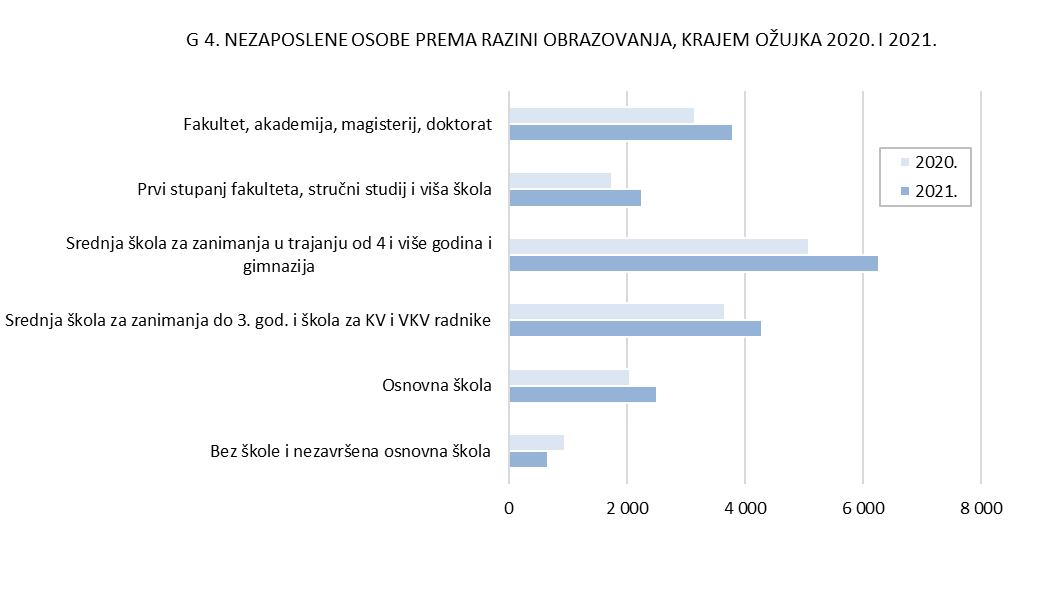 G 4. NEZAPOSLENE OSOBE PREMA RAZINI OBRAZOVANJA, KRAJEM OŽUJKA 2020. I 2021.
Fakultet, akademija, magisterij, doktorat
Prvi stupanj fakulteta, stručni studij i viša škola
Srednja škola za zanimanja u trajanju od 4 i više godina i
gimnazija
Srednja škola za zanimanja do 3. god. i škola za KV i VKV radnike
Osnovna škola
Bez škole i nezavršena osnovna škola
2020.
2021.
0 2 000 4 000 6 000 8 000